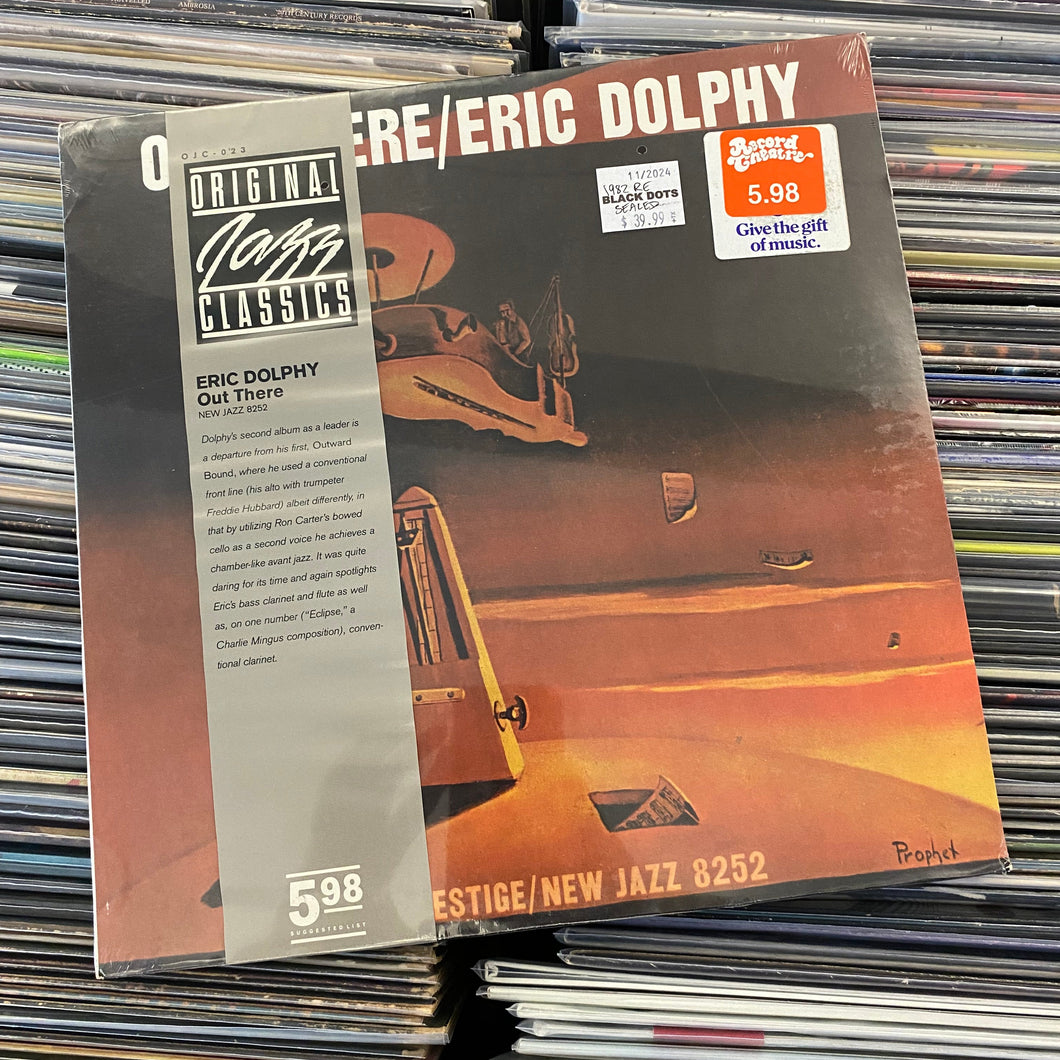 AMBROSIA
20TH CENTURY RECORDS
ERE/ERIC DOLPHY
OJC-023
ORIGINAL
Jazz
CLASSICS
ERIC DOLPHY
Out There
NEW JAZZ 8252
Dolphy's second album as a leader is
a departure from his first, Outward
Bound, where he used a conventional
front line (his alto with trumpeter
Freddie Hubbard) albeit differently, in
that by utilizing Ron Carter's bowed
cello as a second voice he achieves a
chamber-like avant jazz. It was quite
daring for its time and again spotlights
Eric's bass clarinet and flute as well
as, on one number ("Eclipse," a
Charlie Mingus composition), conven-
tional clarinet.
598
SUGGESTED LIST
11/2024
1982 RE
BLACK DOTS
SEALED
$ 39.99
Record
Theatre
5.98
Give the gift
of music.
Prophet
ESTIGE/NEW JAZZ 8252